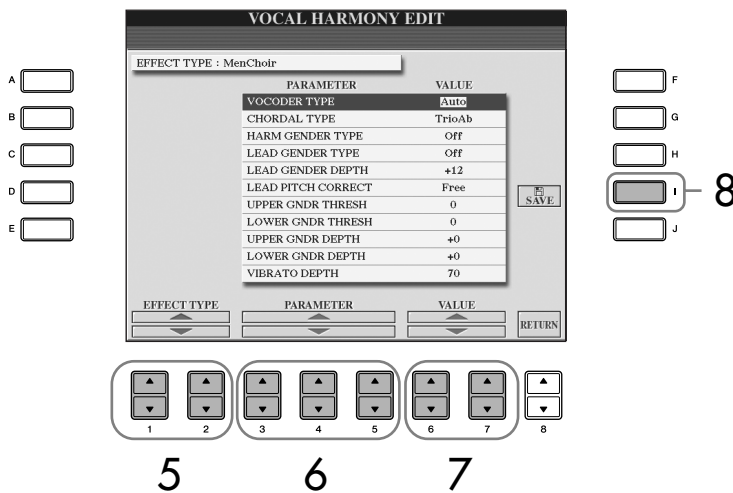 VOCAL HARMONY EDIT
EFFECT TYPE : MenChoir
PARAMETER VALUE
VOCODER TYPE Auto
CHORDAL TYPE TrioAb
HARM GENDER TYPE Off
LEAD GENDER TYPE Off
LEAD GENDER DEPTH +12
LEAD PITCH CORRECT Free
UPPER GNDR THRESH 0
LOWER GNDR THRESH 0
UPPER GNDR DEPTH +0
LOWER GNDR DEPTH +0
VIBRATO DEPTH 70
A
B
C
D
E
F
G
H
I
J
8
SAVE
EFFECT TYPE PARAMETER VALUE
RETURN
1 2 3 4 5 6 7 8
5 6 7